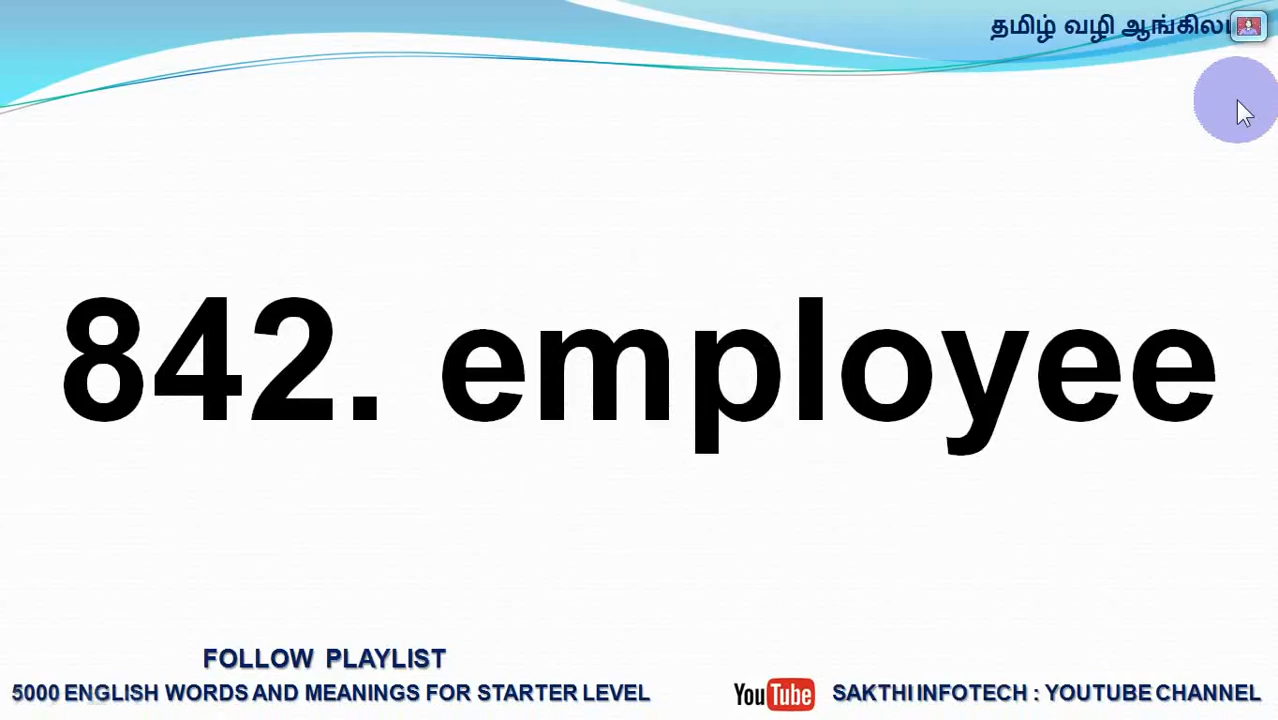 தமிழ் வழி
842. employee
FOLLOW PLAYLIST
5000 ENGLISH WORDS AND MEANINGS FOR STARTER LEVEL
YouTube SAKTHI INFOTECH : YOUTUBE CHANNEL